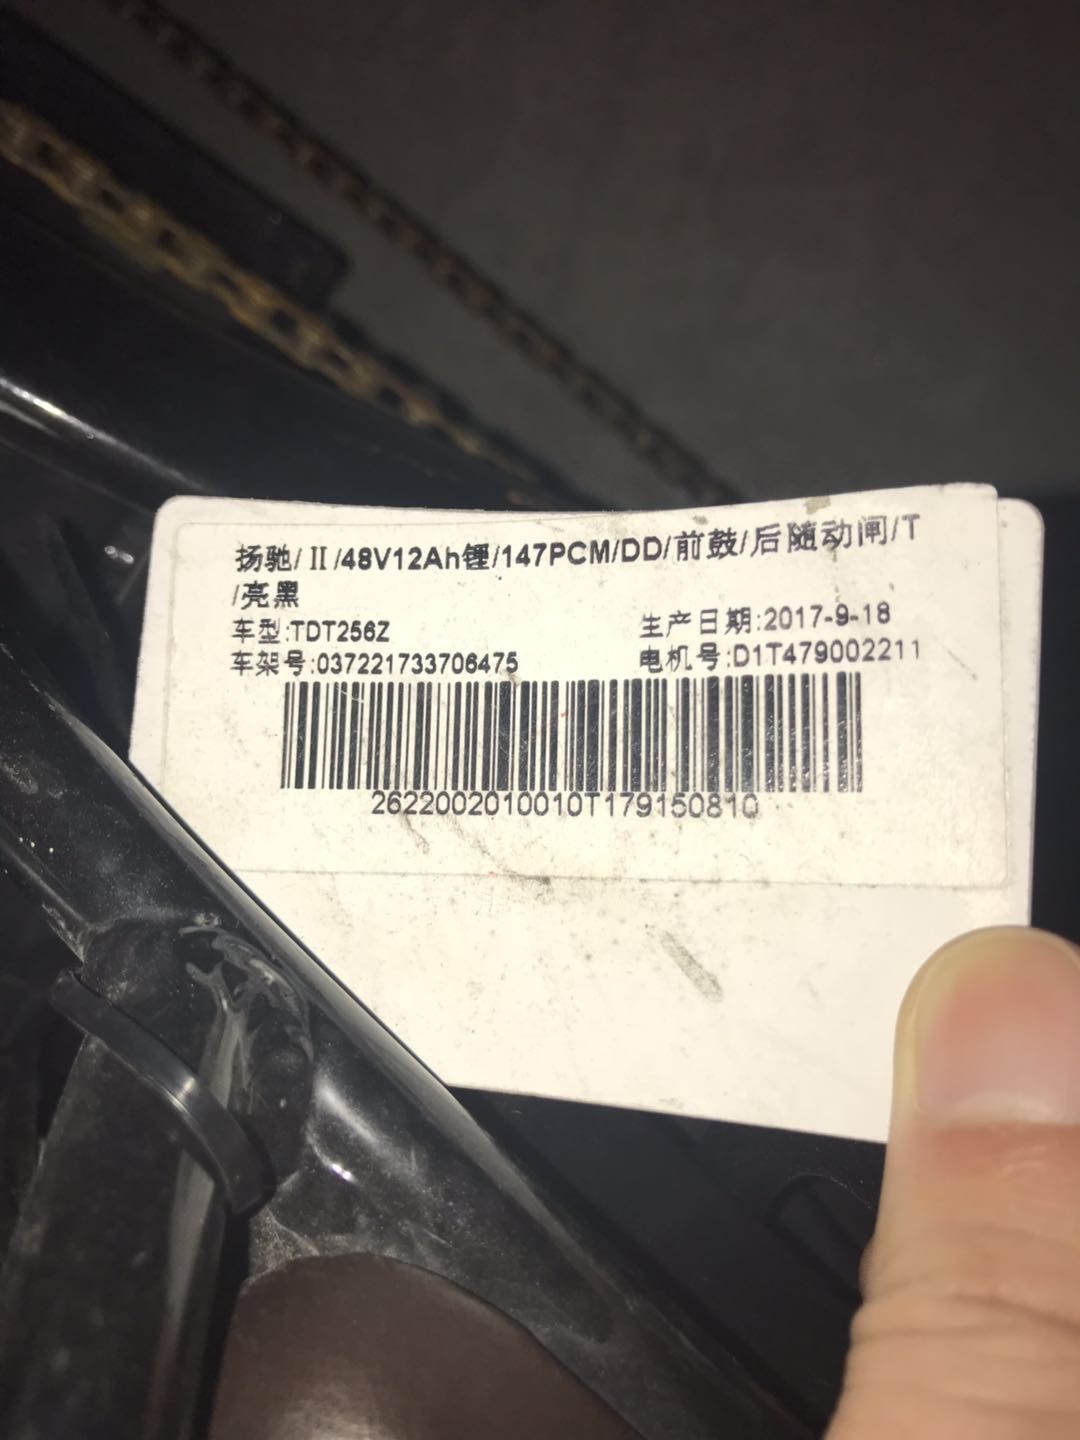 扬驰/Ⅱ/48V12Ah锂/147PCM/DD/前鼓/后随动闸/T
/亮黑
车型:TDT256Z 生产日期:2017-9-18
车架号:037221733706475 电机号:D1T479002211
2622002010010T179150810